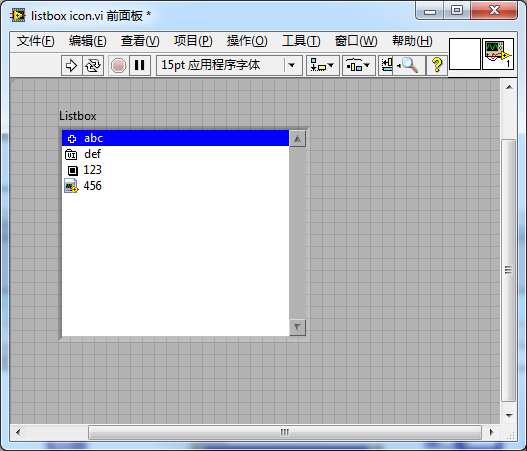 listbox icon.vi 前面板 *
文件(F) 编辑(E) 查看(V) 项目(P) 操作(O) 工具(T) 窗口(W) 帮助(H)
15pt 应用程序字体
1
Listbox
abc
def
123
456